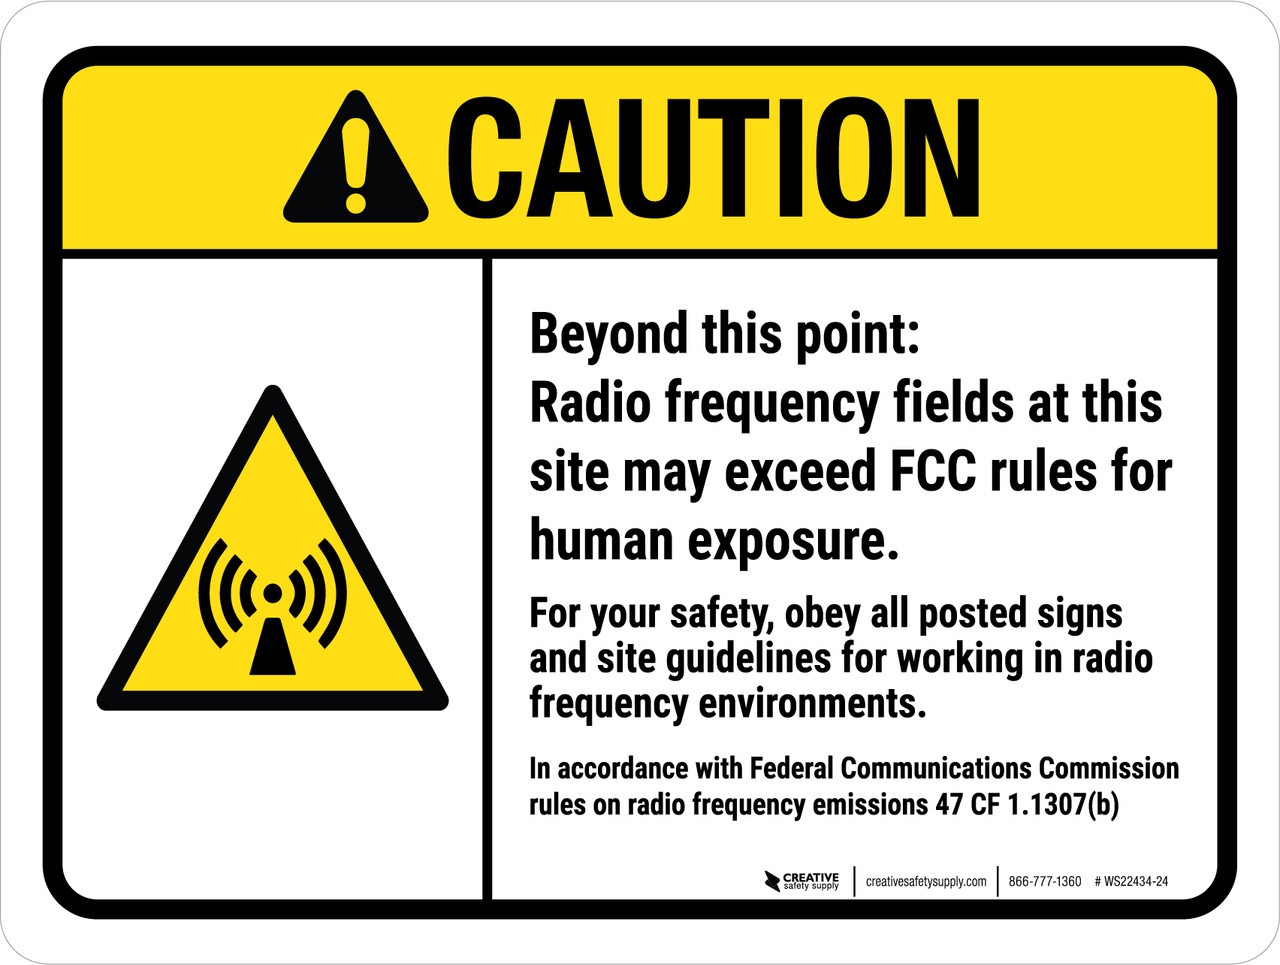 CAUTION
Beyond this point:
Radio frequency fields at this
site may exceed FCC rules for
human exposure.
For your safety, obey all posted signs
and site guidelines for working in radio
frequency environments.
In accordance with Federal Communications Commission
rules on radio frequency emissions 47 CF 1.1307(b)
CREATIVE
safety supply
creativesafetysupply.com
866-777-1360
# WS22434-24